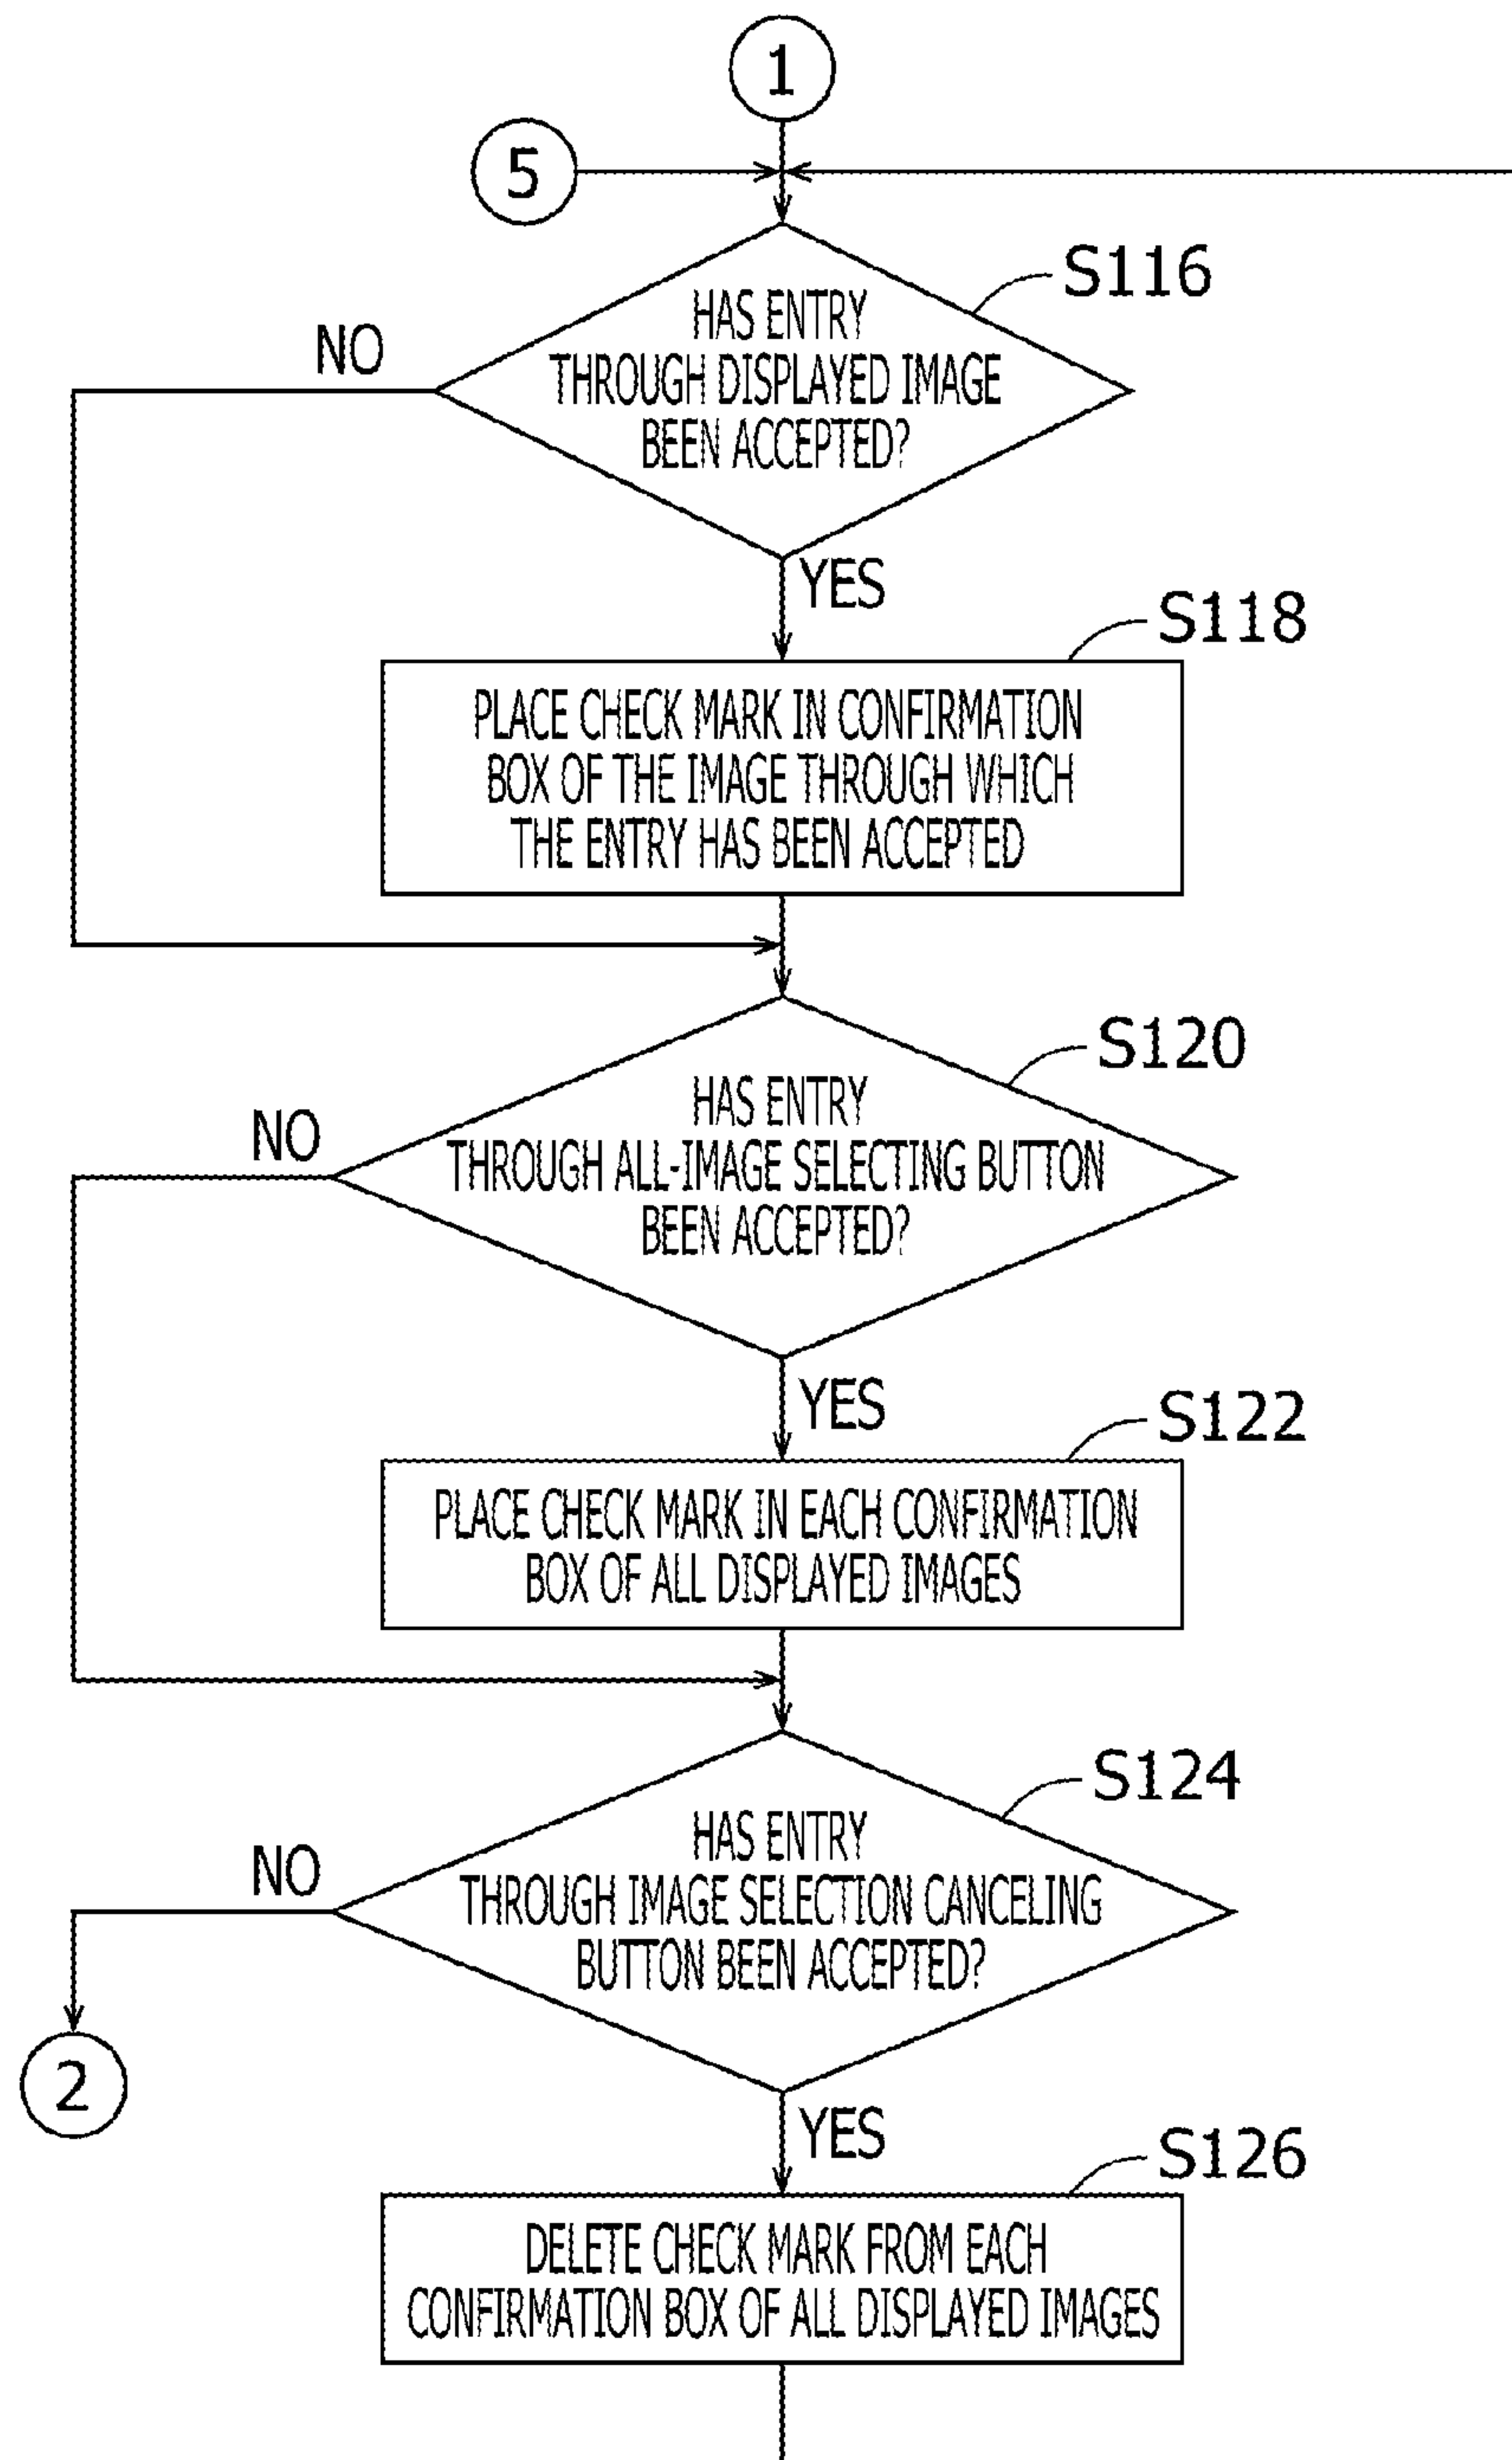 1
5
S116
HAS ENTRY
NO
THROUGH DISPLAYED IMAGE
BEEN ACCEPTED?
YES
S118
PLACE CHECK MARK IN CONFIRMATION
BOX OF THE IMAGE THROUGH WHICH
THE ENTRY HAS BEEN ACCEPTED
S120
HAS ENTRY
NO
THROUGH ALL-IMAGE SELECTING BUTTON
BEEN ACCEPTED?
YES
S122
PLACE CHECK MARK IN EACH CONFIRMATION
BOX OF ALL DISPLAYED IMAGES
S124
HAS ENTRY
NO
THROUGH IMAGE SELECTION CANCELING
BUTTON BEEN ACCEPTED?
2
YES
S126
DELETE CHECK MARK FROM EACH
CONFIRMATION BOX OF ALL DISPLAYED IMAGES